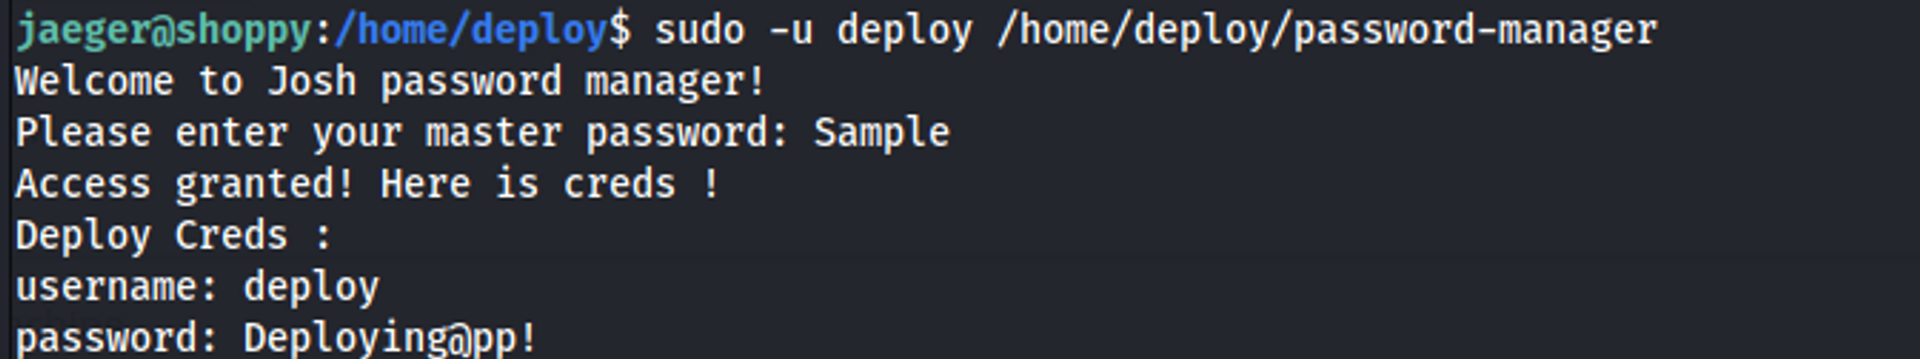 jaeger@shoppy:/home/deploy$ sudo -u deploy /home/deploy/password-manager
Welcome to Josh password manager!
Please enter your master password: Sample
Access granted! Here is creds !
Deploy Creds :
username: deploy
password: Deploying@pp!